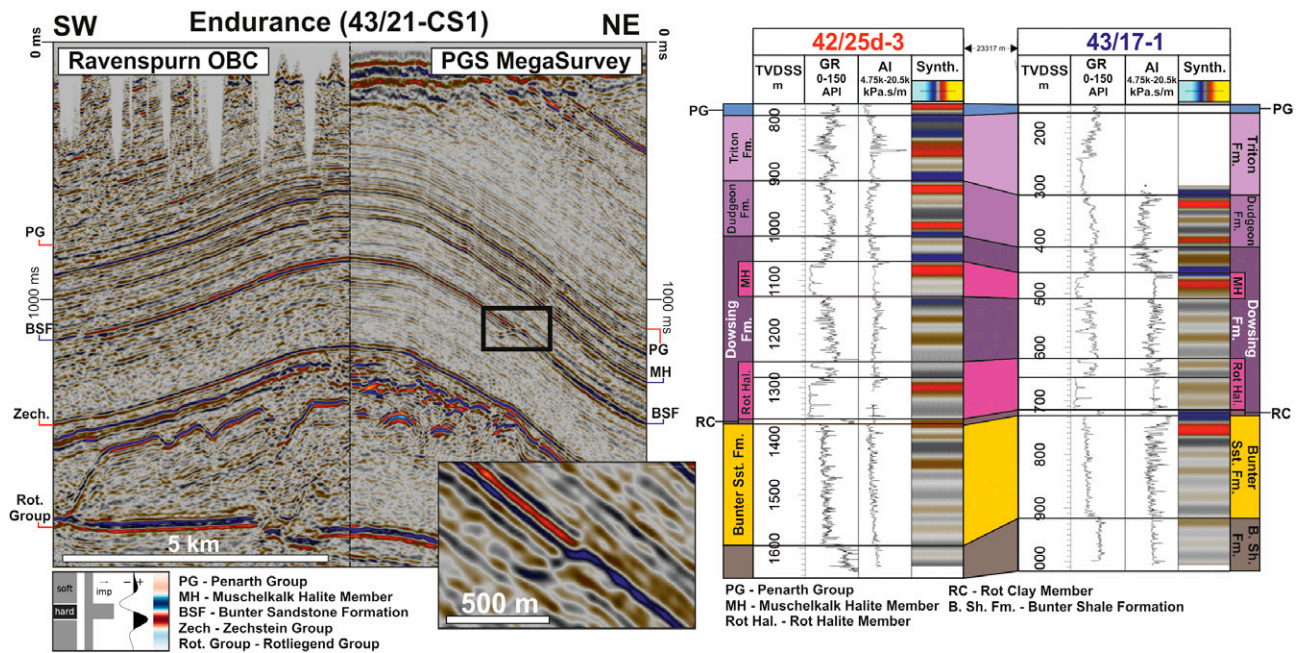 SW Endurance (43/21-CS1) NE
0 ms
Ravenspurn OBC
PGS MegaSurvey
0 ms
PG
1000 ms
BSF
Zech.
Rot.
Group
1000 ms
PG
MH
BSF
5 km
500 m
soft
hard
imp
− +
PG - Penarth Group
MH - Muschelkalk Halite Member
BSF - Bunter Sandstone Formation
Zech - Zechstein Group
Rot. Group - Rotliegend Group
42/25d-3
23317 m
43/17-1
TVDSS
m
GR
0-150
API
AI
4.75k-20.5k
kPa.s/m
Synth.
TVDSS
m
GR
0-150
API
AI
4.75k-20.5k
kPa.s/m
Synth.
PG
Triton
Fm.
Dudgeon
Fm.
Dowsing
Fm.
MH
Rot Hal.
RC
Bunter Sst. Fm.
800
900
1000
1100
1200
1300
1400
1500
1600
200
300
400
500
600
700
800
900
000
PG
Triton
Fm.
Dudgeon
Fm.
MH
Dowsing
Fm.
Rot Hal.
RC
Bunter
Sst. Fm.
B. Sh.
Fm.
PG - Penarth Group
MH - Muschelkalk Halite Member
Rot Hal. - Rot Halite Member
RC - Rot Clay Member
B. Sh. Fm. - Bunter Shale Formation